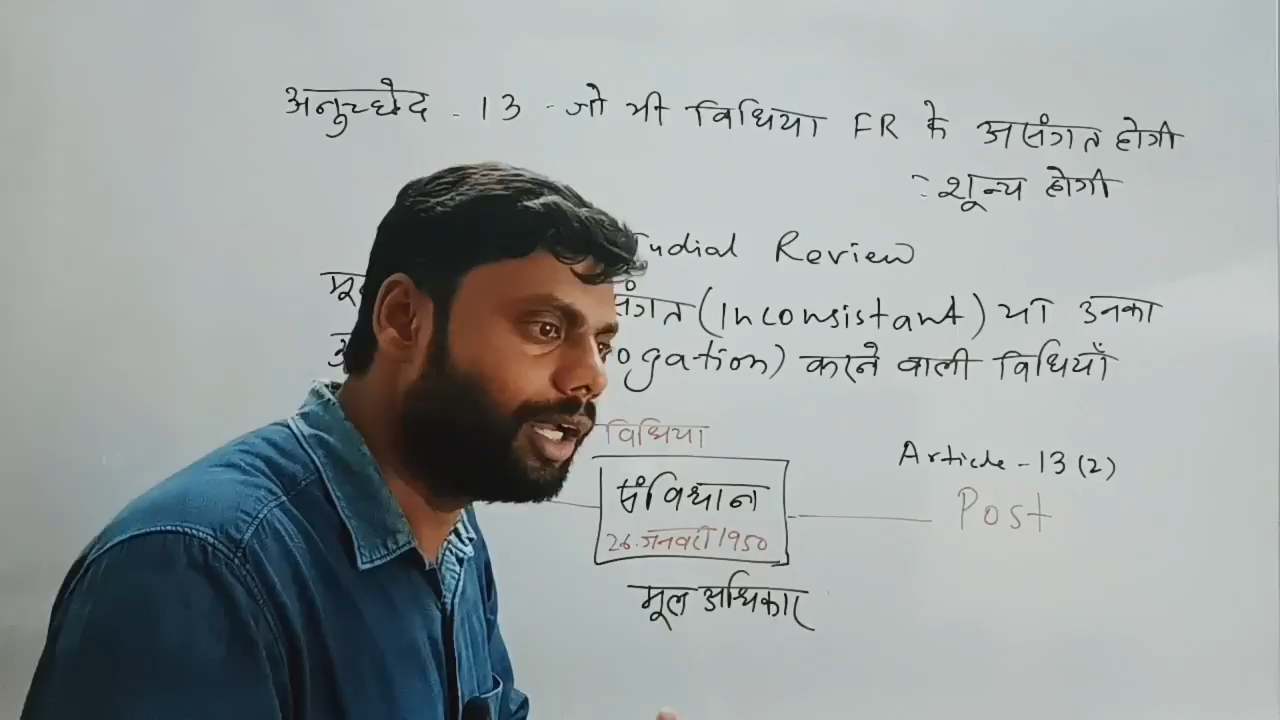 अनुच्छेद - 13 - जो भी विधिया FR के असंगत होगी
शून्य होगी
Judial Review
संगत (Inconsistant) या उनका
ogation) करने वाली विधियाँ
विधिया
संविधान
26 जनवरी 1950
मूल अधिकार
Article - 13 (2)
Post